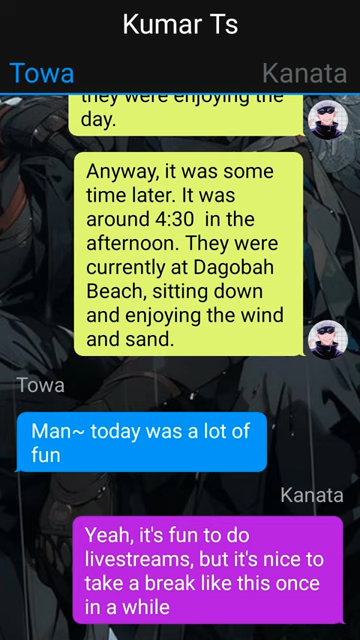 Kumar Ts
Towa Kanata
they were enjoying the
day.
Anyway, it was some
time later. It was
around 4:30  in the
afternoon. They were
currently at Dagobah
Beach, sitting down
and enjoying the wind
and sand.
Towa
Man~ today was a lot of
fun
Kanata
Yeah, it's fun to do
livestreams, but it's nice to
take a break like this once
in a while